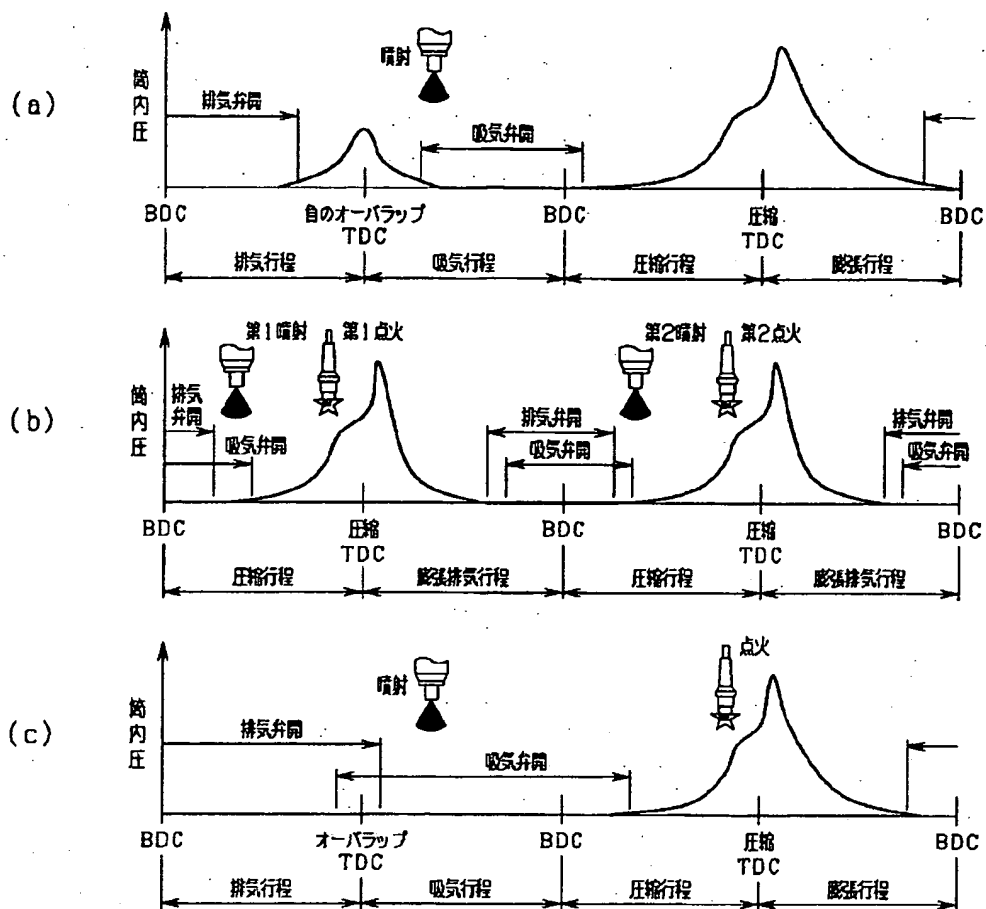 (a)
筒内圧
噴射
排気弁開
吸気弁開
BDC
負のオーバラップ
TDC
BDC
圧縮
TDC
BDC
排気行程
吸気行程
圧縮行程
膨張行程
(b)
筒内圧
第1噴射
第1点火
第2噴射
第2点火
排気
弁開
吸気弁開
排気弁開
吸気弁開
排気弁開
吸気弁開
BDC
圧縮
TDC
BDC
圧縮
TDC
BDC
圧縮行程
膨張排気行程
圧縮行程
膨張排気行程
(c)
筒内圧
噴射
点火
排気弁開
吸気弁開
BDC
オーバラップ
TDC
BDC
圧縮
TDC
BDC
排気行程
吸気行程
圧縮行程
膨張行程